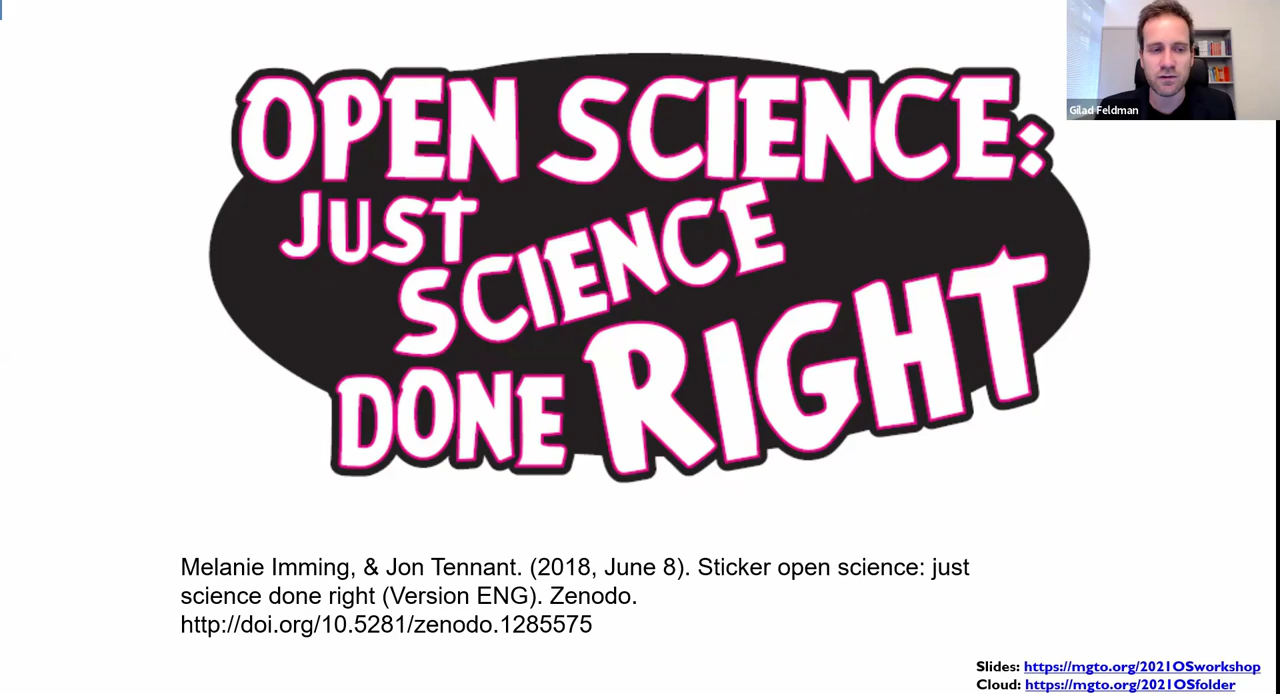 OPEN SCIENCE:
JUST
SCIENCE
DONE RIGHT
Gilad Feldman
Melanie Imming, & Jon Tennant. (2018, June 8). Sticker open science: just
science done right (Version ENG). Zenodo.
http://doi.org/10.5281/zenodo.1285575
Slides: https://mgto.org/2021OSworkshop
Cloud: https://mgto.org/2021OSfolder